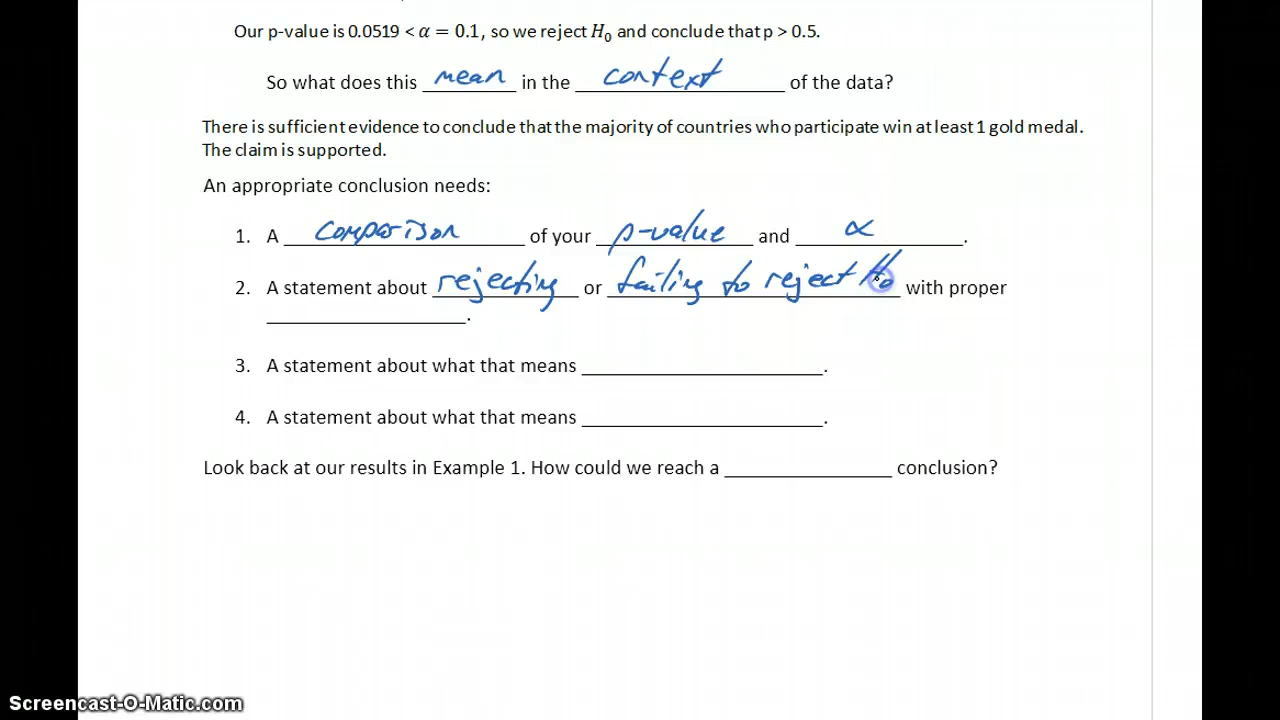 Our p-value is 0.0519 < α = 0.1, so we reject H₀ and conclude that p > 0.5.
So what does this mean in the context of the data?
There is sufficient evidence to conclude that the majority of countries who participate win at least 1 gold medal.
The claim is supported.
An appropriate conclusion needs:
1. A comparison of your p-value and α.
2. A statement about rejecting or failing to reject H₀ with proper
____________________.
3. A statement about what that means ________________________.
4. A statement about what that means ________________________.
Look back at our results in Example 1. How could we reach a _________________ conclusion?
Screencast-O-Matic.com